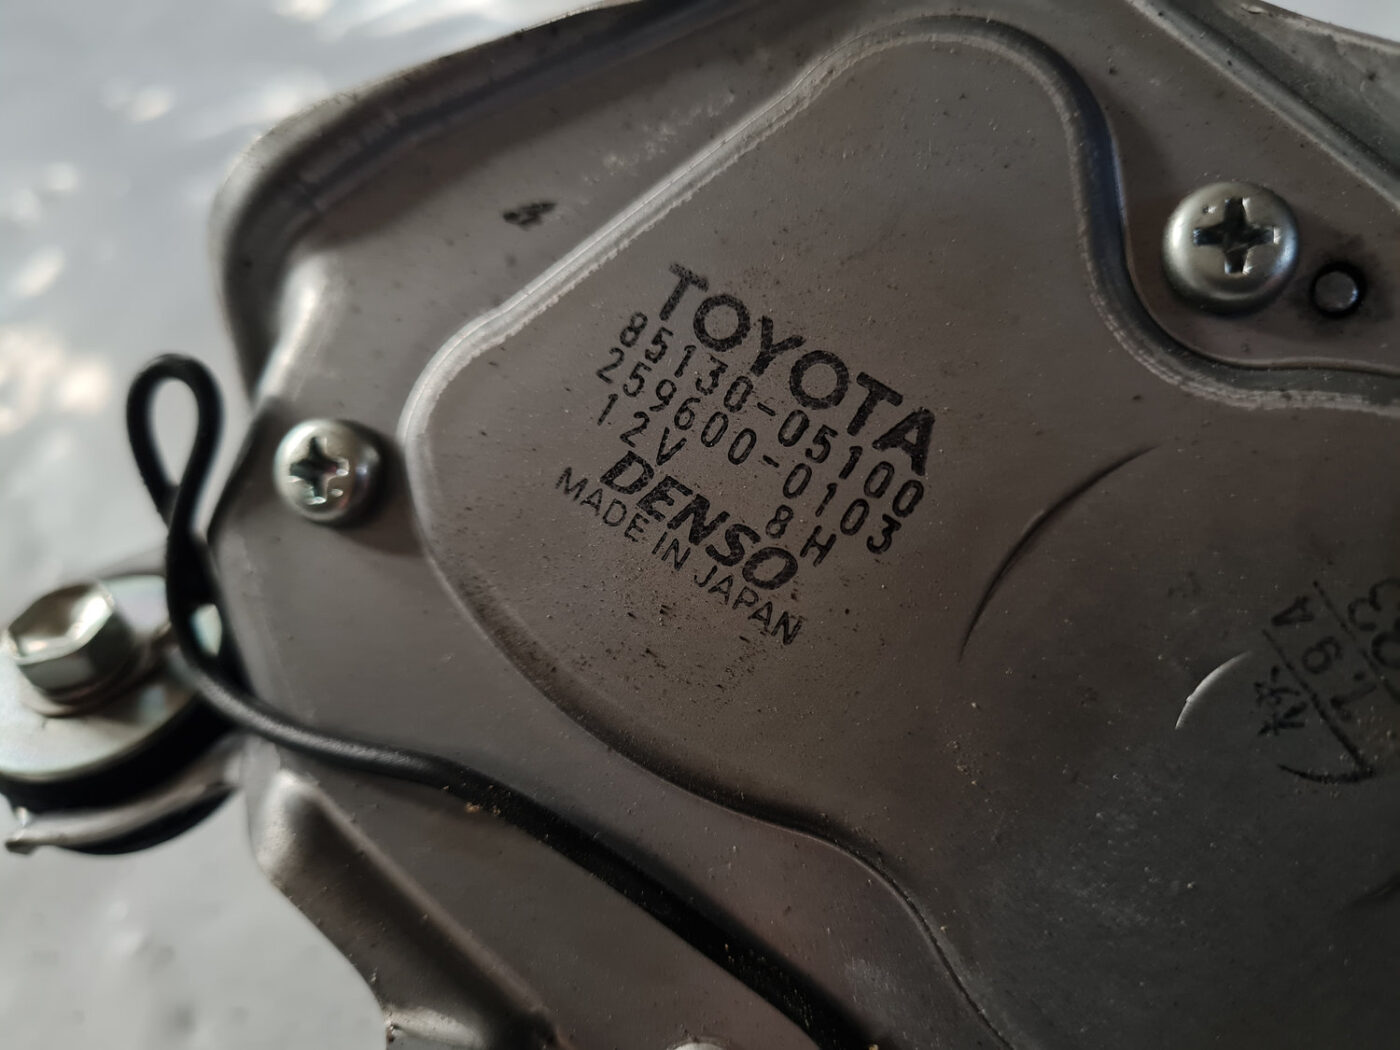 TOYOTA
85130-05100
259600-0103
12V 8H
DENSO
MADE IN JAPAN